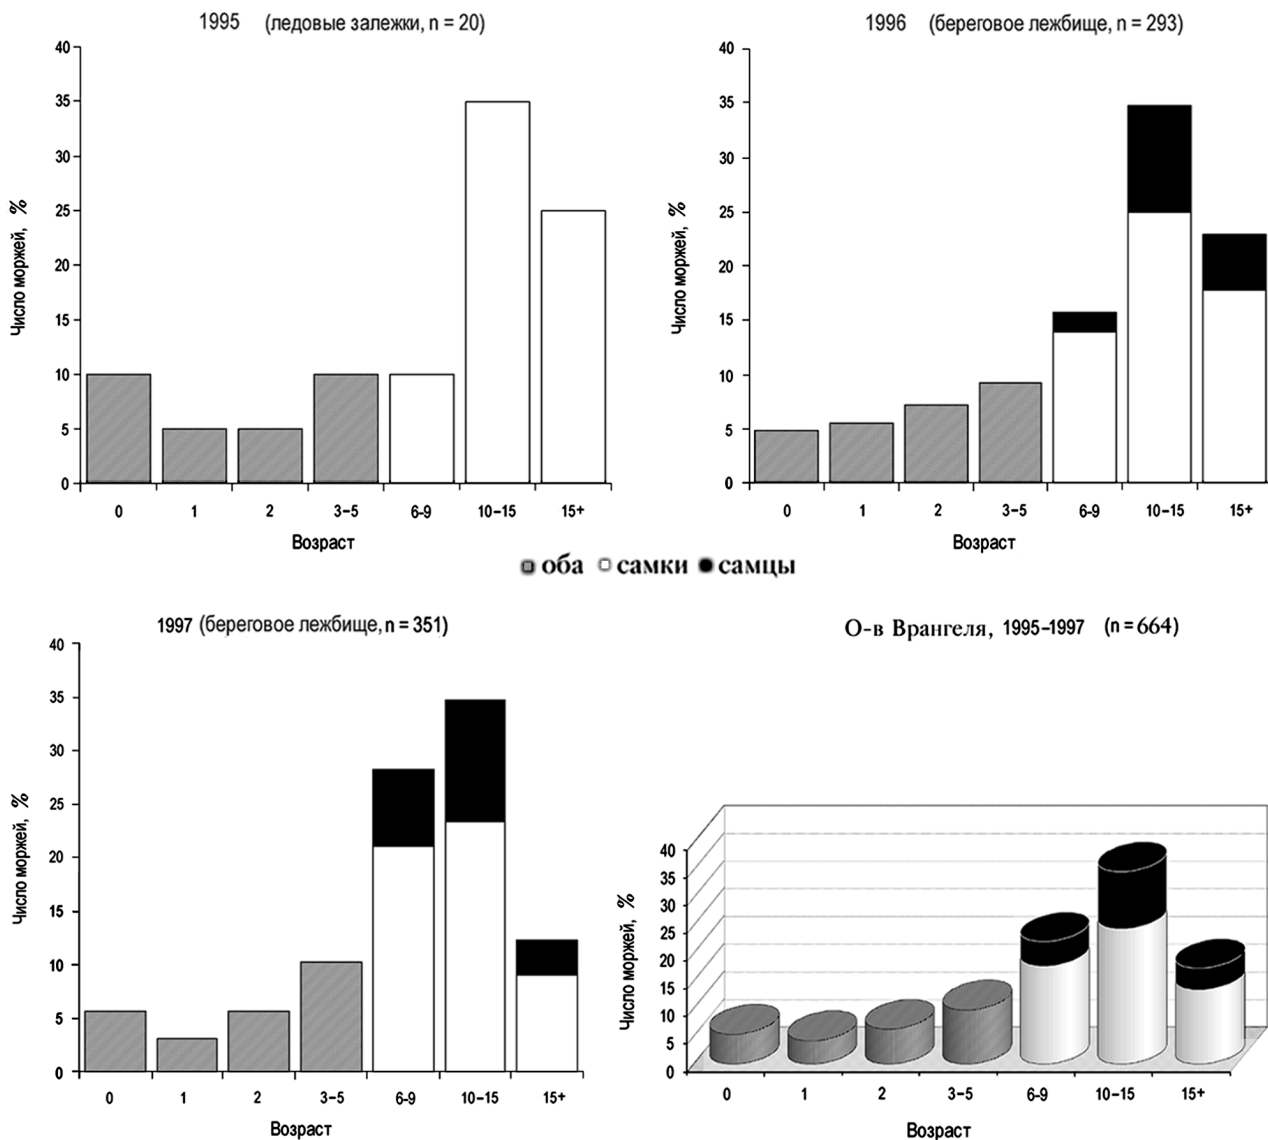 1995 (ледовые залежки, n = 20)
Число моржей, %
40
35
30
25
20
15
10
5
0
0 1 2 3–5 6-9 10–15 15+
Возраст
1996 (береговое лежбище, n = 293)
Число моржей, %
40
35
30
25
20
15
10
5
0
0 1 2 3–5 6-9 10–15 15+
Возраст
оба самки самцы
1997 (береговое лежбище, n = 351)
Число моржей, %
40
35
30
25
20
15
10
5
0
0 1 2 3–5 6-9 10–15 15+
Возраст
О-в Врангеля, 1995–1997 (n = 664)
Число моржей, %
40
35
30
25
20
15
10
5
0
0 1 2 3–5 6-9 10–15 15+
Возраст